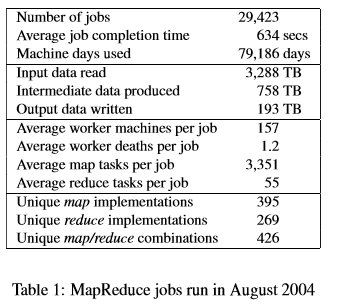 Number of jobs 29,423
Average job completion time 634 secs
Machine days used 79,186 days
Input data read 3,288 TB
Intermediate data produced 758 TB
Output data written 193 TB
Average worker machines per job 157
Average worker deaths per job 1.2
Average map tasks per job 3,351
Average reduce tasks per job 55
Unique map implementations 395
Unique reduce implementations 269
Unique map/reduce combinations 426
Table 1: MapReduce jobs run in August 2004